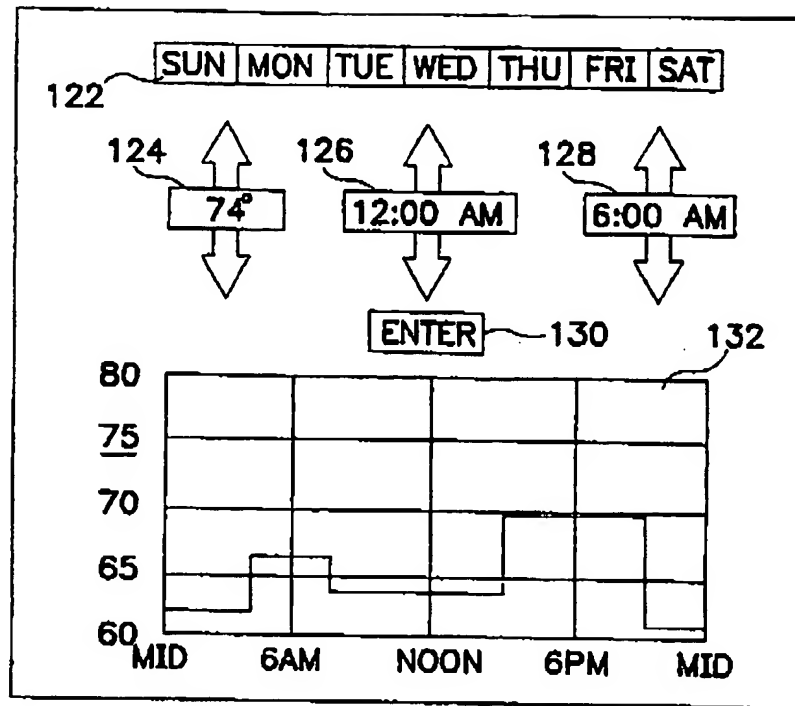 SUN MON TUE WED THU FRI SAT
122
124 126 128
74° 12:00 AM 6:00 AM
ENTER 130 132
80
75
70
65
60
MID 6AM NOON 6PM MID